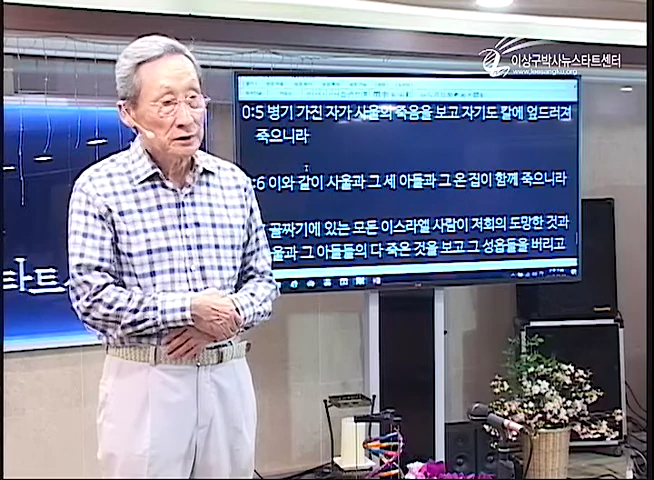 이상구박사뉴스타트센터
0:5 병기 가진 자가 사울의 죽음을 보고 자기도 칼에 엎드러져
죽으니라
:6 이와 같이 사울과 그 세 아들과 그 온 집이 함께 죽으니라
골짜기에 있는 모든 이스라엘 사람이 저희의 도망한 것과
울과 그 아들들의 다 죽은 것을 보고 그 성읍들을 버리고
타트